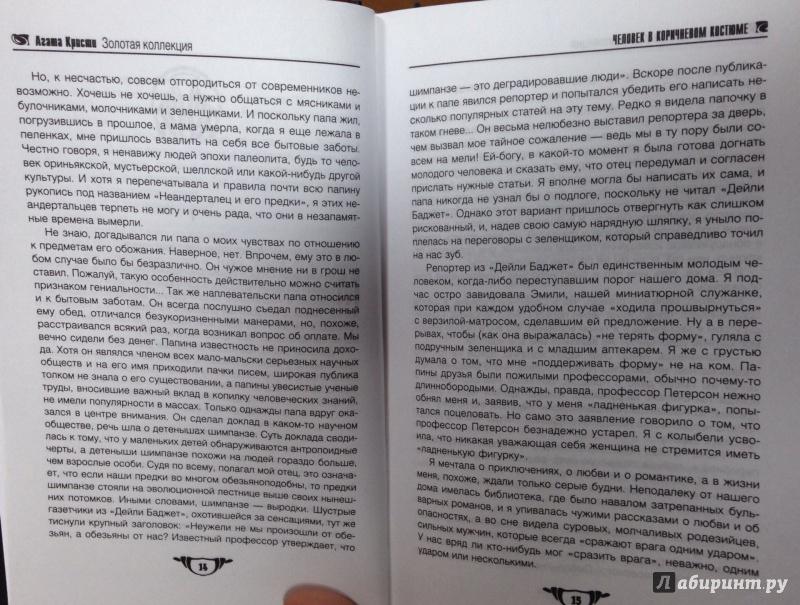 Агата Кристи Золотая коллекция
Но, к несчастью, совсем отгородиться от современников не-
возможно. Хочешь не хочешь, а нужно общаться с мясниками и
булочниками, молочниками и зеленщиками. И поскольку папа жил,
погрузившись в прошлое, а мама умерла, когда я еще лежала в
пеленках, мне пришлось взвалить на себя все бытовые заботы.
Честно говоря, я ненавижу людей эпохи палеолита, будь то чело-
век ориньякской, мустьерской, шеллской или какой-нибудь другой
культуры. И хотя я перепечатывала и правила почти всю папину
рукопись под названием «Неандерталец и его предки», я этих не-
андертальцев терпеть не могу и очень рада, что они в незапамят-
ные времена вымерли.
Не знаю, догадывался ли папа о моих чувствах по отношению
к предметам его обожания. Наверное, нет. Впрочем, ему это в лю-
бом случае было бы безразлично. Он чужое мнение ни в грош не
ставил. Пожалуй, такую особенность действительно можно считать
признаком гениальности... Так же наплевательски папа относился
и к бытовым заботам. Он всегда послушно съедал поднесенный
ему обед, отличался безукоризненными манерами, но, похоже,
расстраивался всякий раз, когда возникал вопрос об оплате. Мы
вечно сидели без денег. Папина известность не приносила дохо-
да. Хотя он являлся членом всех мало-мальски серьезных научных
обществ и на его имя приходили пачки писем, широкая публика
толком не знала о его существовании, а папины увесистые ученые
труды, вносившие важный вклад в копилку человеческих знаний,
не имели популярности в массах. Только однажды папа вдруг ока-
зался в центре внимания. Он сделал доклад в каком-то научном
обществе, речь шла о детенышах шимпанзе. Суть доклада своди-
лась к тому, что у маленьких детей обнаруживаются антропоидные
черты, а детеныши шимпанзе похожи на людей гораздо больше,
чем взрослые особи. Судя по всему, полагал мой отец, это означа-
ет, что если наши предки во многом обезьяноподобны, то предки
шимпанзе стояли на эволюционной лестнице выше своих нынеш-
них потомков. Иными словами, шимпанзе — выродки. Шустрые
газетчики из «Дейли Баджет», охотившейся за сенсациями, тут же
тиснули крупный заголовок: «Неужели не мы произошли от обе-
зьян, а обезьяны от нас? Известный профессор утверждает, что
14
ЧЕЛОВЕК В КОРИЧНЕВОМ КОСТЮМЕ
шимпанзе — это деградировавшие люди». Вскоре после публика-
ции к папе явился репортер и попытался убедить его написать не-
сколько популярных статей на эту тему. Редко я видела папочку в
таком гневе... Он весьма нелюбезно выставил репортера за дверь,
чем вызвал мое тайное сожаление — ведь мы в ту пору были со-
всем на мели! Ей-богу, в какой-то момент я была готова догнать
молодого человека и сказать ему, что отец передумал и согласен
прислать нужные статьи. Я вполне могла бы написать их сама, и
папа никогда не узнал бы о подлоге, поскольку не читал «Дейли
Баджет». Однако этот вариант пришлось отвергнуть как слишком
рискованный, и, надев свою самую нарядную шляпку, я уныло по-
плелась на переговоры с зеленщиком, который справедливо точил
на нас зуб.
Репортер из «Дейли Баджет» был единственным молодым че-
ловеком, когда-либо переступавшим порог нашего дома. Я под-
час остро завидовала Эмили, нашей миниатюрной служанке,
которая при каждом удобном случае «ходила прошвырнуться»
с верзилой-матросом, сделавшим ей предложение. Ну а в пере-
рывах, чтобы (как она выражалась) «не терять форму», гуляла с
подручным зеленщика и с младшим аптекарем. Я же с грустью
думала о том, что мне «поддерживать форму» не на ком. Па-
пины друзья были пожилыми профессорами, обычно почему-то
длиннобородыми. Однажды, правда, профессор Петерсон нежно
обнял меня и, заявив, что у меня «ладненькая фигурка», попы-
тался поцеловать. Но само это заявление говорило о том, что
профессор Петерсон безнадежно устарел. Я с колыбели усво-
ила, что никакая уважающая себя женщина не стремится иметь
«ладненькую фигурку».
Я мечтала о приключениях, о любви и о романтике, а в жизни
меня, похоже, ждали только серые будни. Неподалеку от нашего
дома имелась библиотека, где было навалом затрепанных буль-
варных романов, и я упивалась чужими рассказами о любви и об
опасностях, а во сне видела суровых, молчаливых родезийцев,
сильных мужчин, которые всегда «сражают врага одним ударом».
У нас вряд ли кто-нибудь мог «сразить врага», неважно, одним
ударом или несколькими.
15
Лабиринт.ру